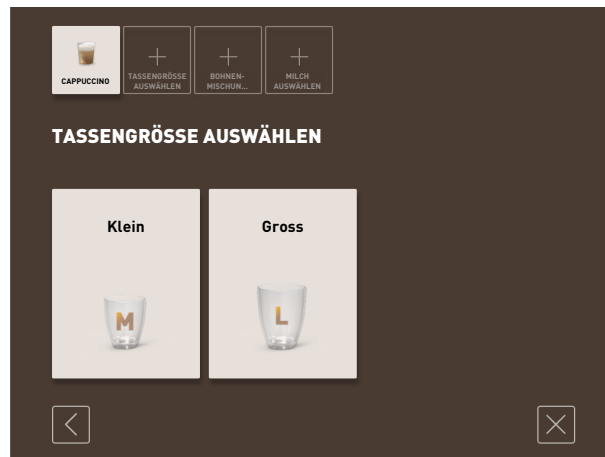 CAPPUCCINO
TASSENGRÖSSE
AUSWÄHLEN
BOHNEN-
MISCHUN...
MILCH
AUSWÄHLEN
TASSENGRÖSSE AUSWÄHLEN
Klein
Gross
M
L